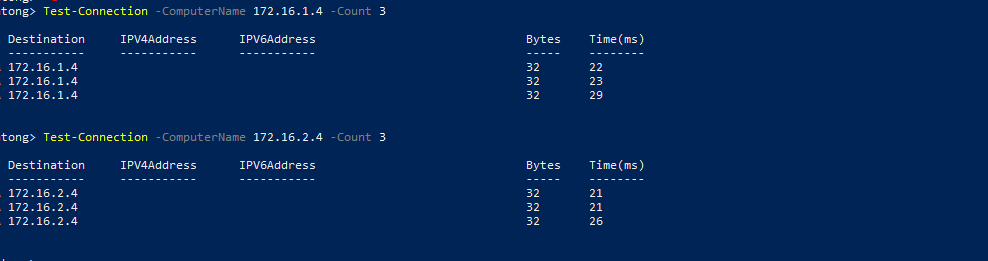 tong> Test-Connection -ComputerName 172.16.1.4 -Count 3
Destination IPV4Address IPV6Address Bytes Time(ms)
----------- ----------- ----------- ----- --------
172.16.1.4 32 22
172.16.1.4 32 23
172.16.1.4 32 29
tong> Test-Connection -ComputerName 172.16.2.4 -Count 3
Destination IPV4Address IPV6Address Bytes Time(ms)
----------- ----------- ----------- ----- --------
172.16.2.4 32 21
172.16.2.4 32 21
172.16.2.4 32 26